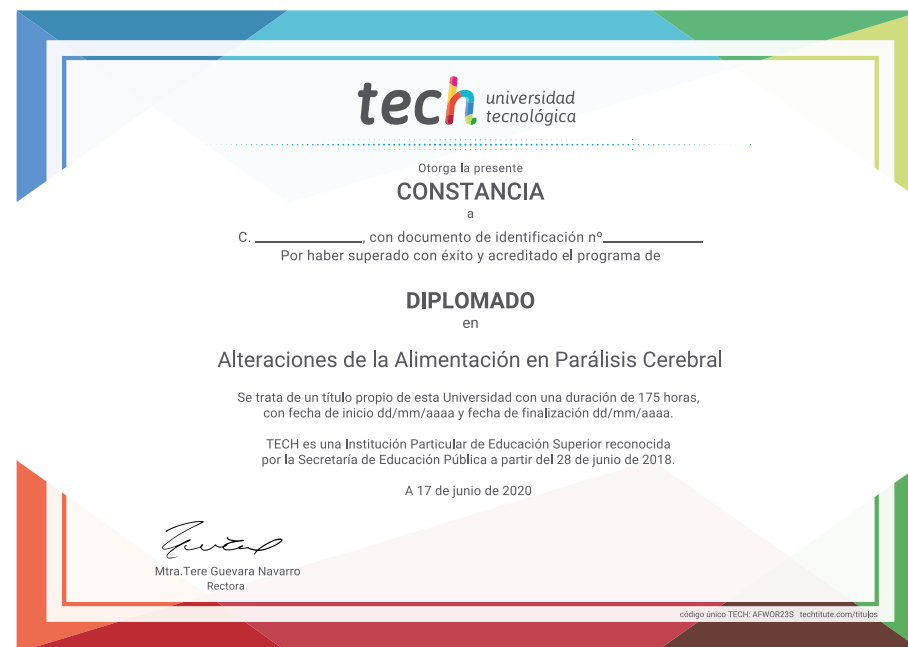 tech universidad
tecnológica
Otorga la presente
CONSTANCIA
a
C. ______________, con documento de identificación nº_____________
Por haber superado con éxito y acreditado el programa de
DIPLOMADO
en
Alteraciones de la Alimentación en Parálisis Cerebral
Se trata de un título propio de esta Universidad con una duración de 175 horas,
con fecha de inicio dd/mm/aaaa y fecha de finalización dd/mm/aaaa.
TECH es una Institución Particular de Educación Superior reconocida
por la Secretaría de Educación Pública a partir del 28 de junio de 2018.
A 17 de junio de 2020
Mtra.Tere Guevara Navarro
Rectora
código único TECH: AFWOR23S techtitute.com/titulos